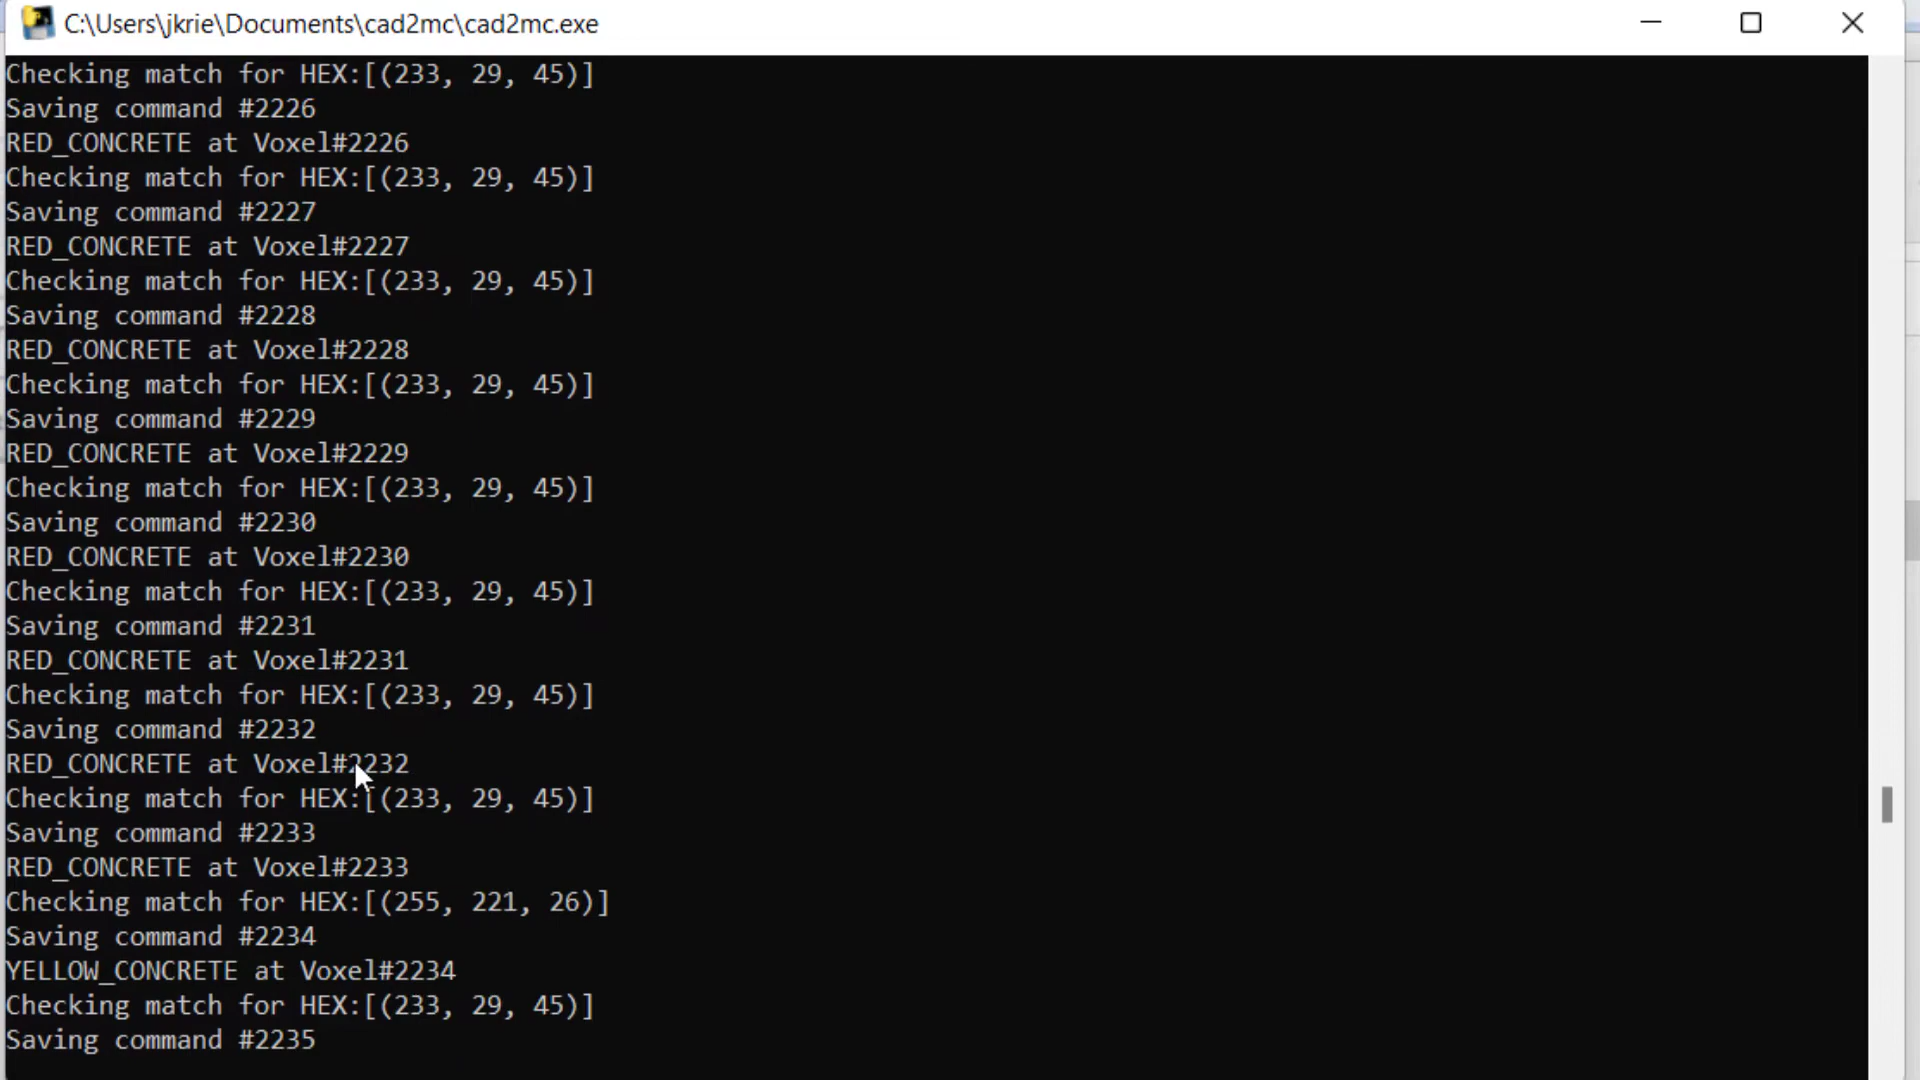 C:\Users\jkrie\Documents\cad2mc\cad2mc.exe
Checking match for HEX:[(233, 29, 45)]
Saving command #2226
RED_CONCRETE at Voxel#2226
Checking match for HEX:[(233, 29, 45)]
Saving command #2227
RED_CONCRETE at Voxel#2227
Checking match for HEX:[(233, 29, 45)]
Saving command #2228
RED_CONCRETE at Voxel#2228
Checking match for HEX:[(233, 29, 45)]
Saving command #2229
RED_CONCRETE at Voxel#2229
Checking match for HEX:[(233, 29, 45)]
Saving command #2230
RED_CONCRETE at Voxel#2230
Checking match for HEX:[(233, 29, 45)]
Saving command #2231
RED_CONCRETE at Voxel#2231
Checking match for HEX:[(233, 29, 45)]
Saving command #2232
RED_CONCRETE at Voxel#2232
Checking match for HEX:[(233, 29, 45)]
Saving command #2233
RED_CONCRETE at Voxel#2233
Checking match for HEX:[(255, 221, 26)]
Saving command #2234
YELLOW_CONCRETE at Voxel#2234
Checking match for HEX:[(233, 29, 45)]
Saving command #2235